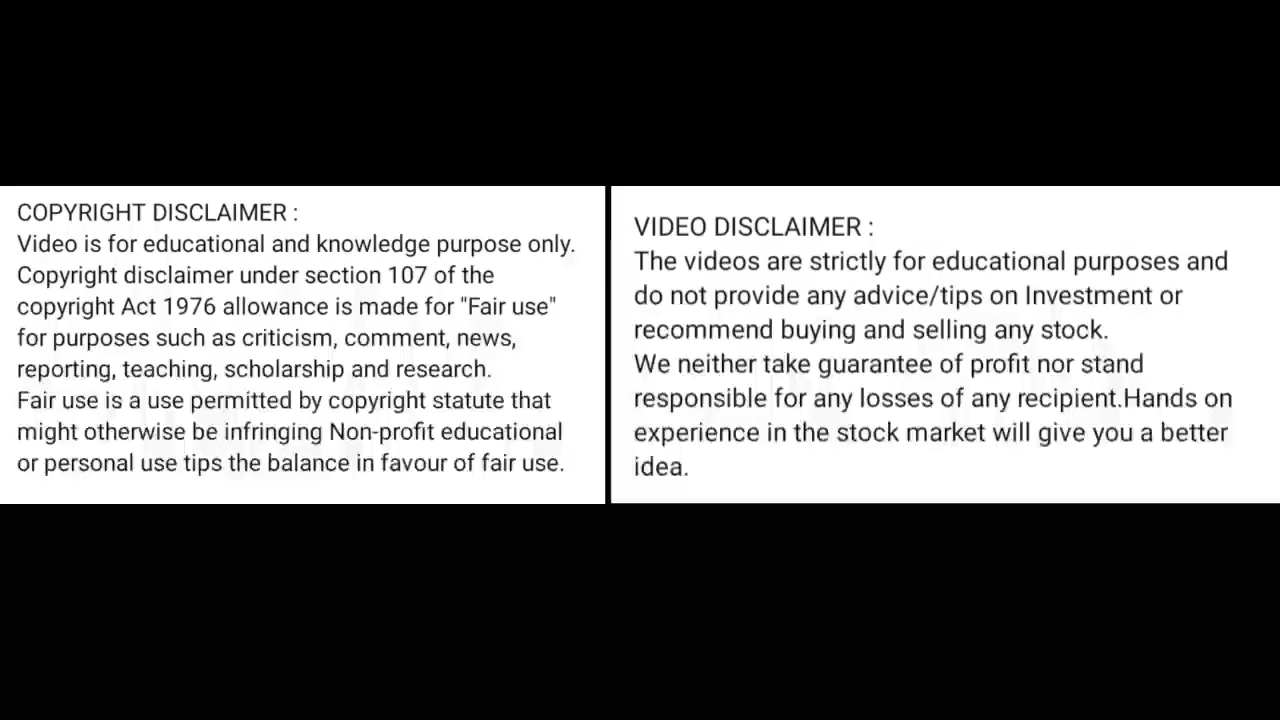 COPYRIGHT DISCLAIMER :
Video is for educational and knowledge purpose only.
Copyright disclaimer under section 107 of the
copyright Act 1976 allowance is made for "Fair use"
for purposes such as criticism, comment, news,
reporting, teaching, scholarship and research.
Fair use is a use permitted by copyright statute that
might otherwise be infringing Non-profit educational
or personal use tips the balance in favour of fair use.
VIDEO DISCLAIMER :
The videos are strictly for educational purposes and
do not provide any advice/tips on Investment or
recommend buying and selling any stock.
We neither take guarantee of profit nor stand
responsible for any losses of any recipient.Hands on
experience in the stock market will give you a better
idea.